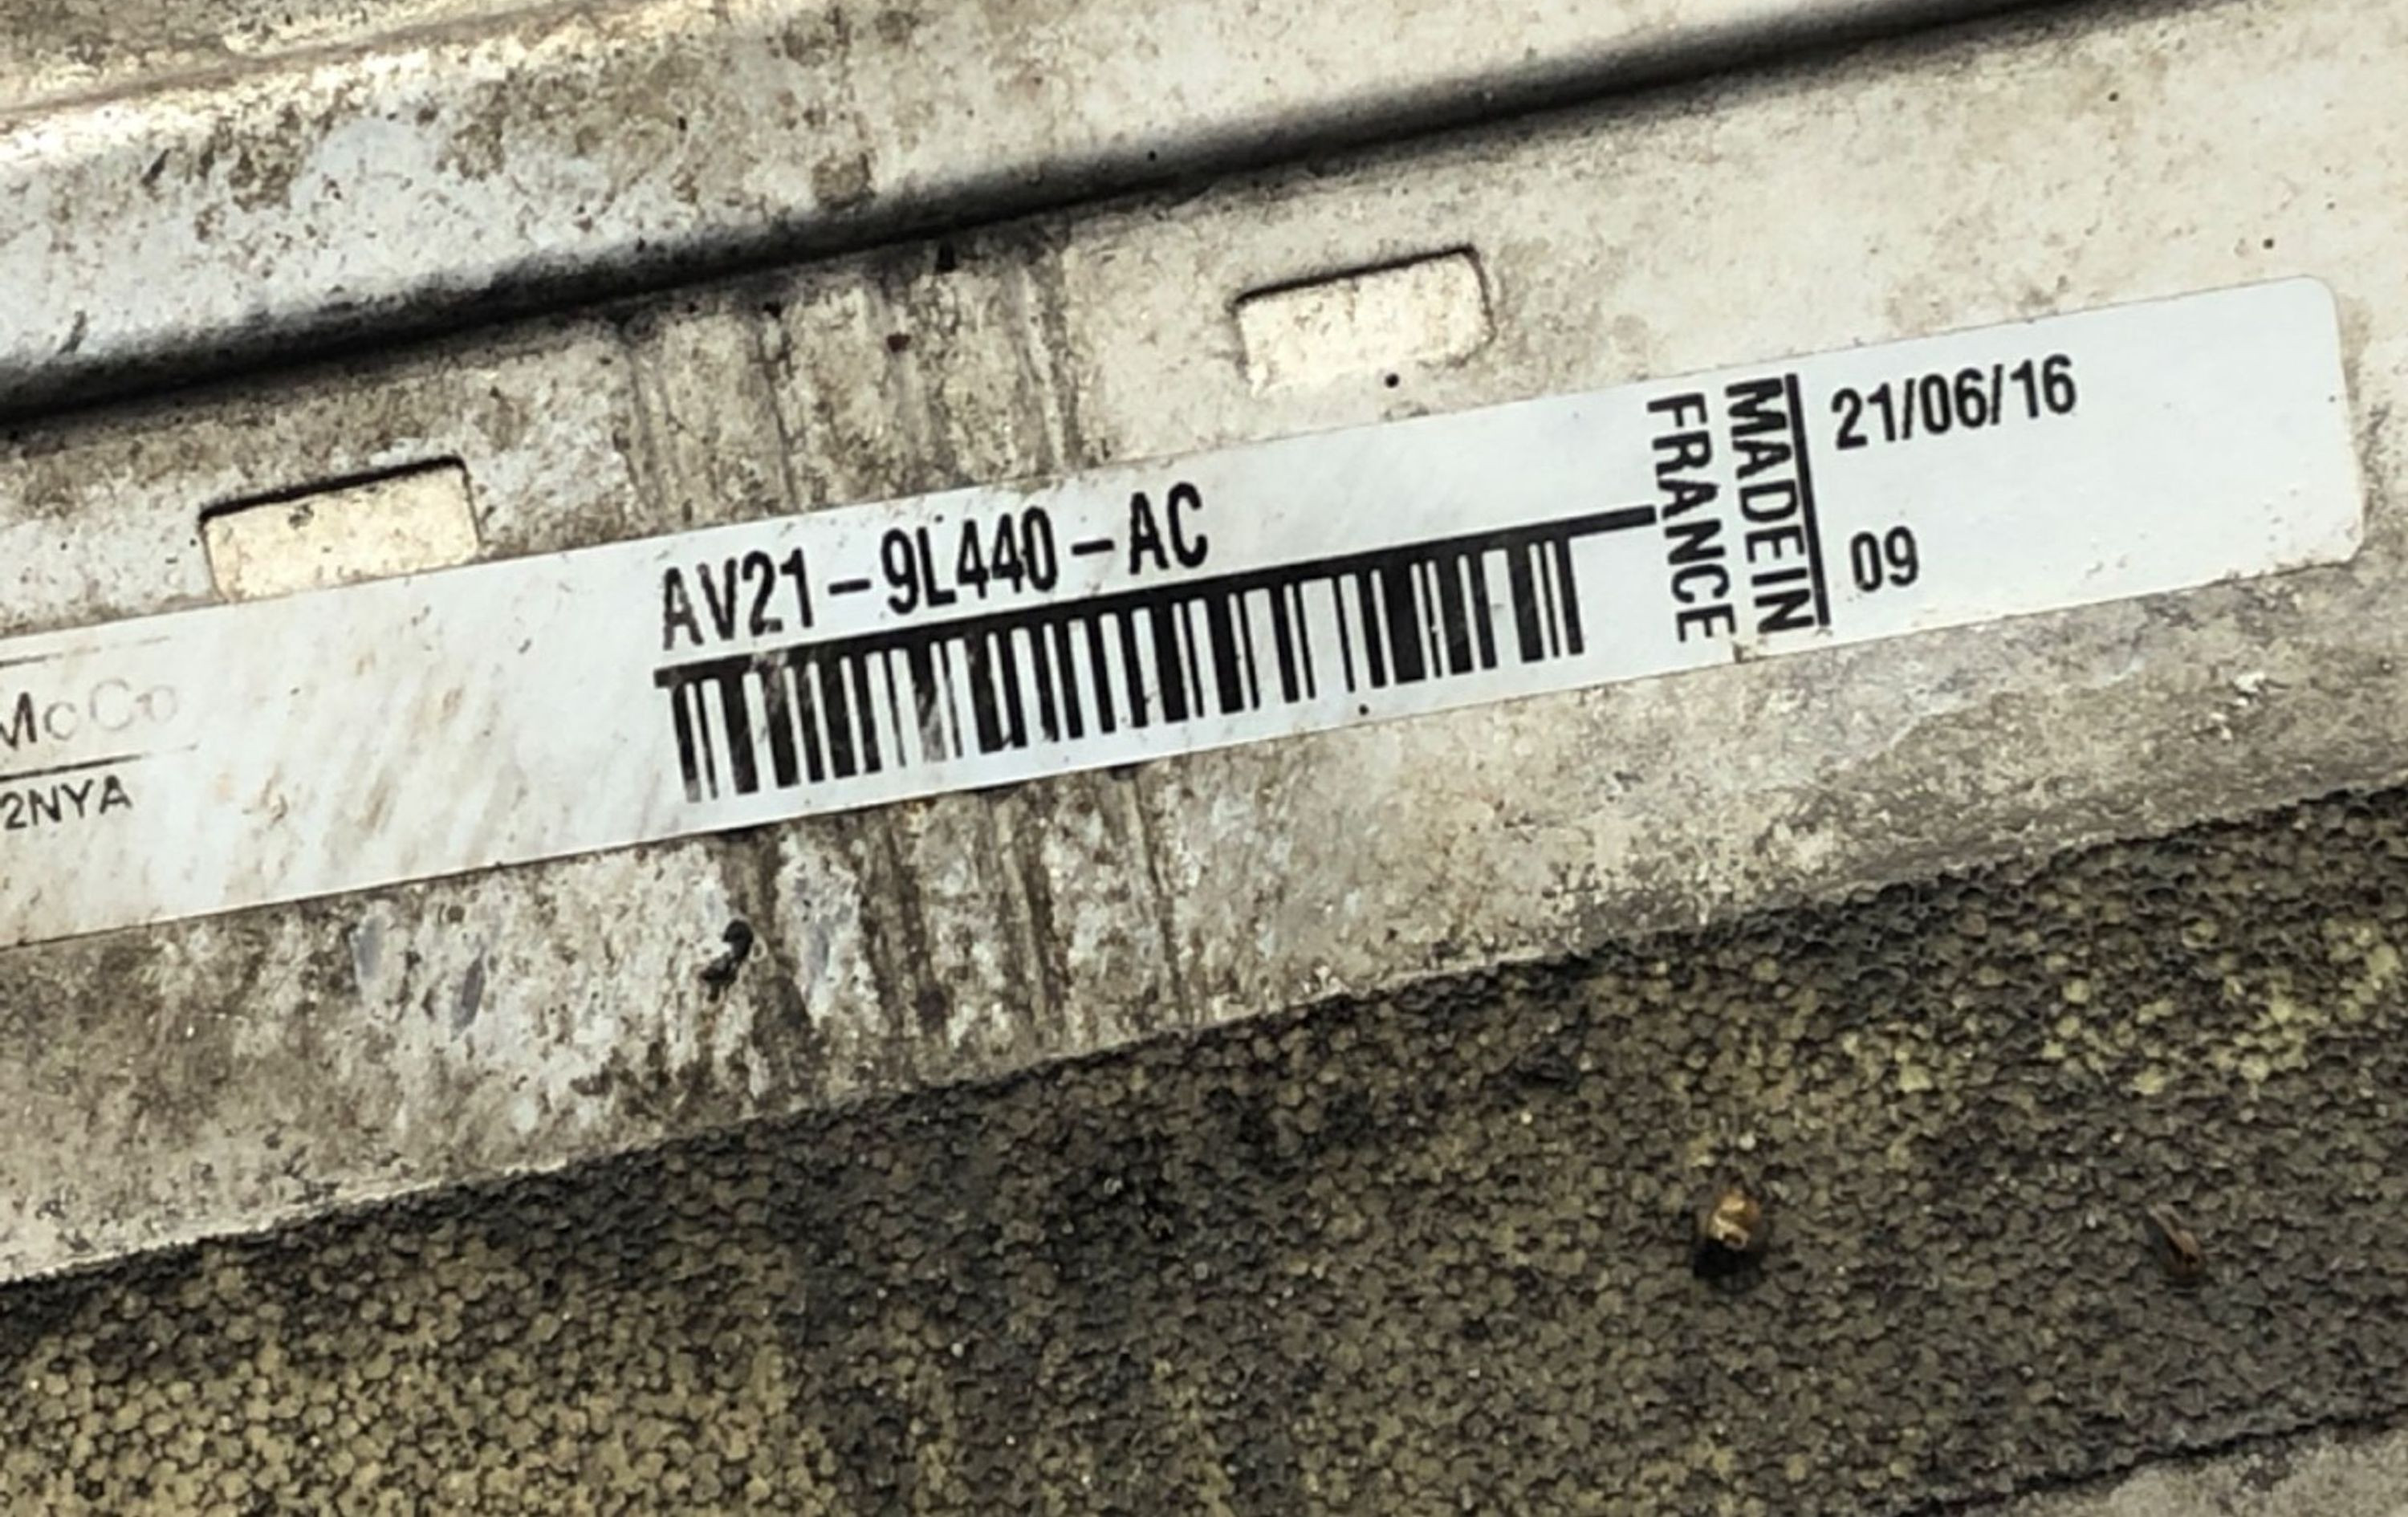 McCo
2NYA
AV21-9L440-AC
MADE IN
FRANCE
21/06/16
09